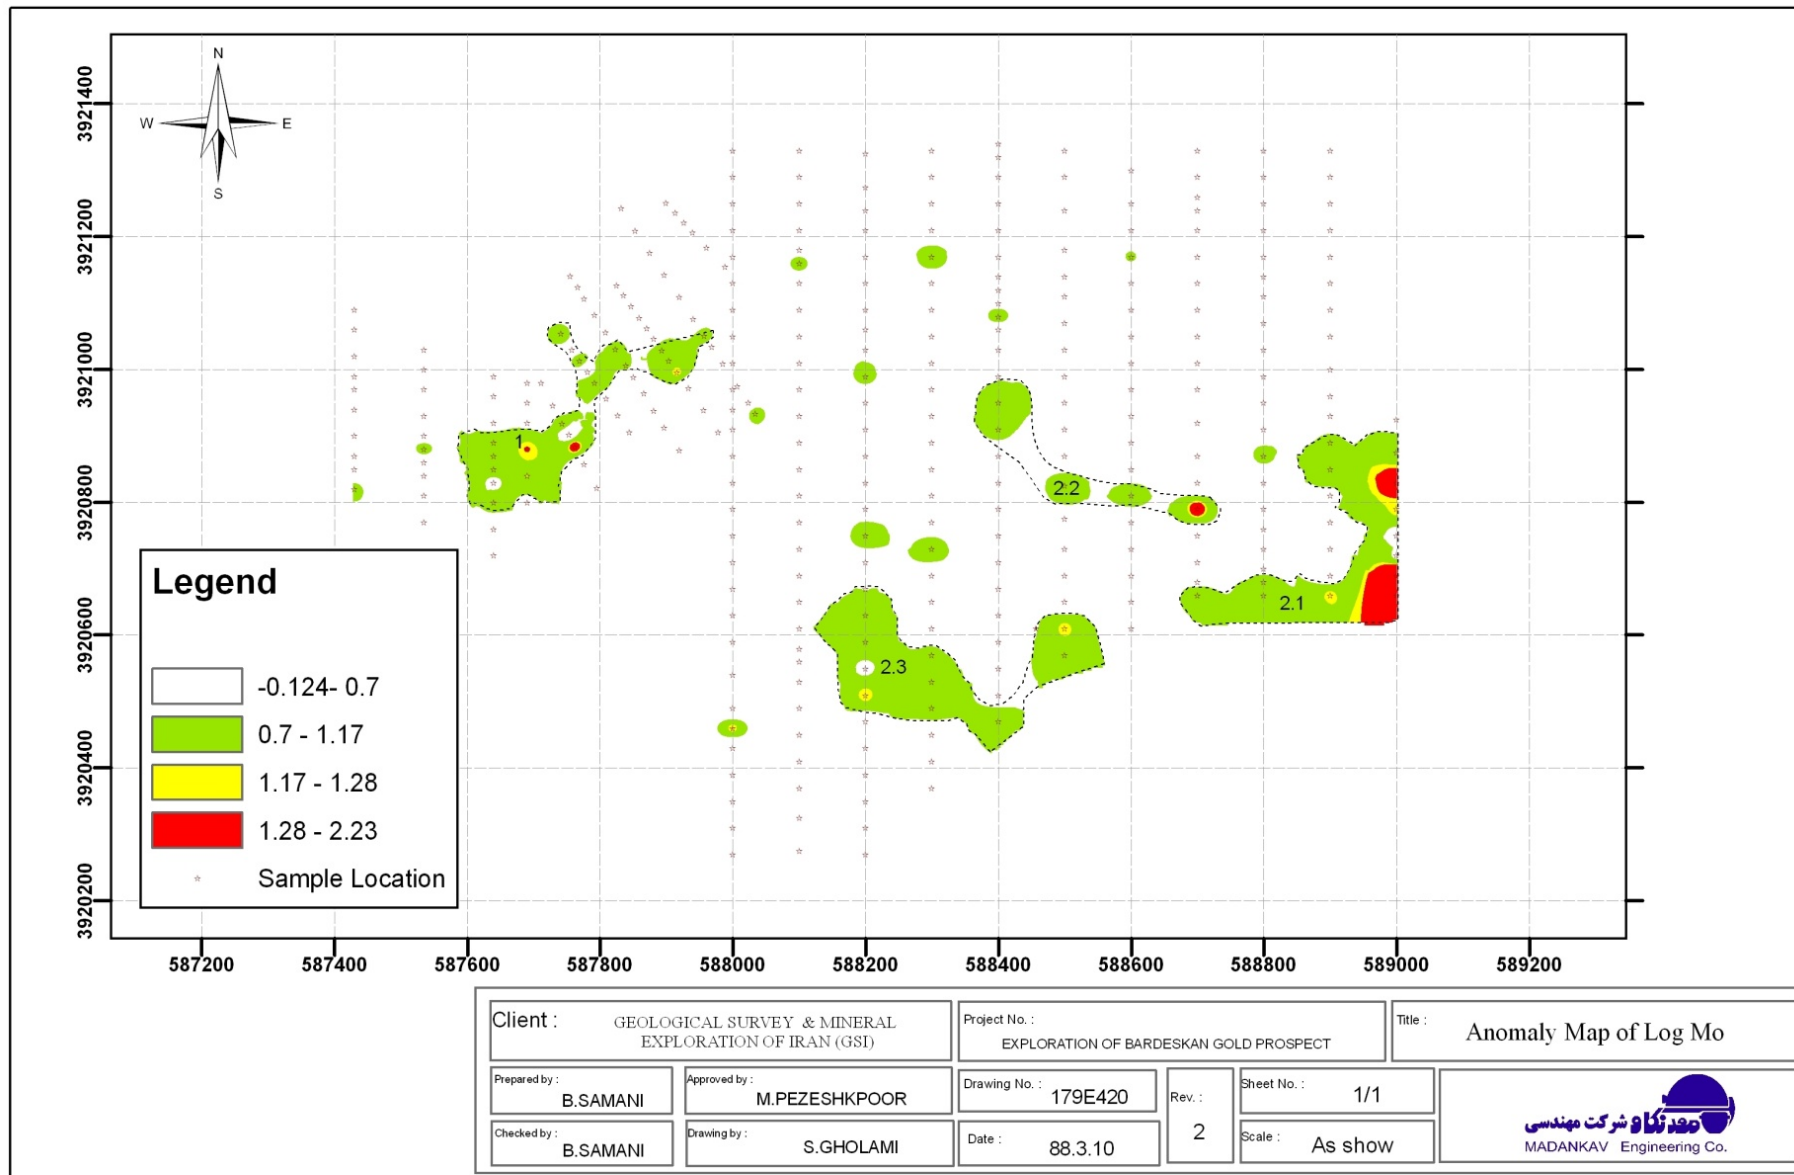 N
W
E
S
3921400
3921200
3921000
3920800
3920600
3920400
3920200
1
2.2
2.1
2.3
Legend
-0.124- 0.7
0.7 - 1.17
1.17 - 1.28
1.28 - 2.23
Sample Location
587200 587400 587600 587800 588000 588200 588400 588600 588800 589000 589200
Client : GEOLOGICAL SURVEY & MINERAL
EXPLORATION OF IRAN (GSI)
Project No. :
EXPLORATION OF BARDESKAN GOLD PROSPECT
Title : Anomaly Map of Log Mo
Prepared by :
B.SAMANI
Approved by :
M.PEZESHKPOOR
Drawing No. : 179E420
Rev. :
2
Sheet No. : 1/1
Checked by :
B.SAMANI
Drawing by :
S.GHOLAMI
Date : 88.3.10
Scale : As show
شرکت مهندسی معدنکاو
MADANKAV Engineering Co.